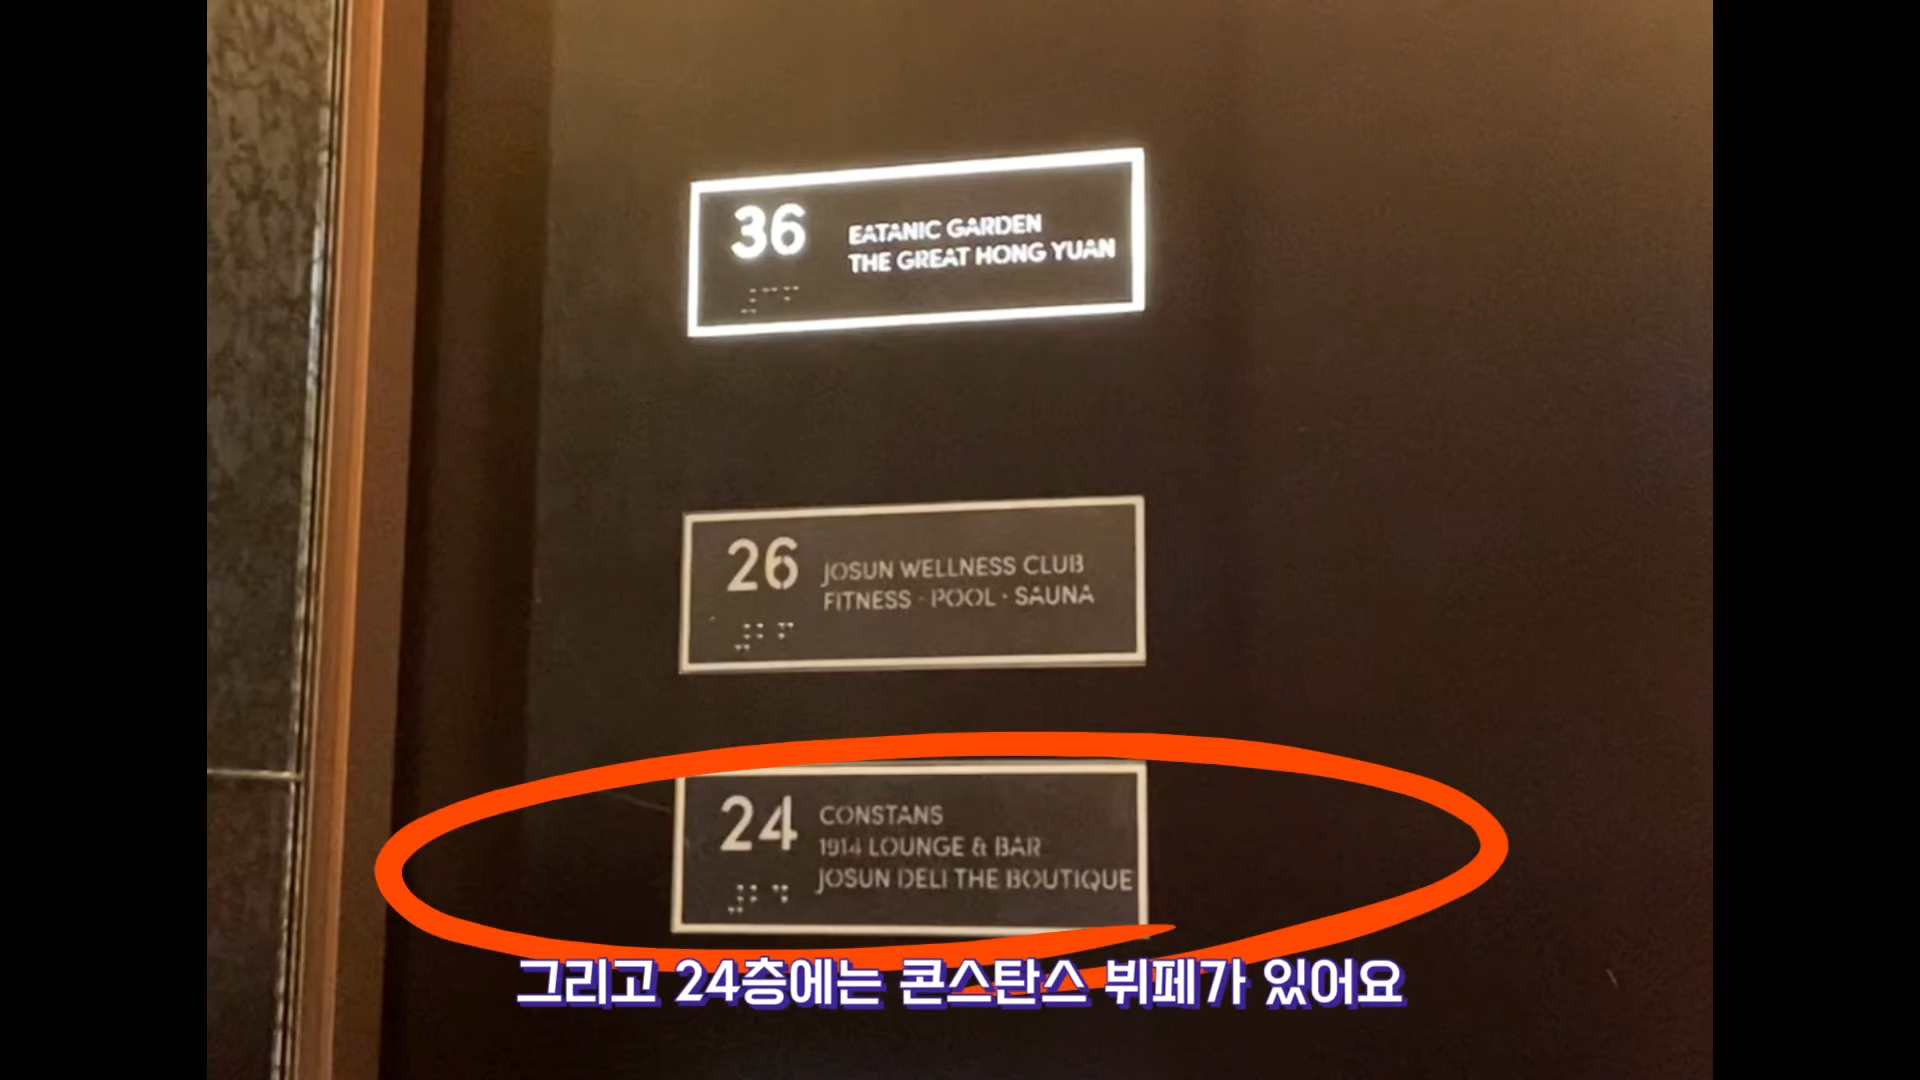 36
EATANIC GARDEN
THE GREAT HONG YUAN
26
JOSUN WELLNESS CLUB
FITNESS · POOL · SAUNA
24
CONSTANS
1914 LOUNGE & BAR
JOSUN DELI THE BOUTIQUE
그리고 24층에는 콘스탄스 뷔페가 있어요